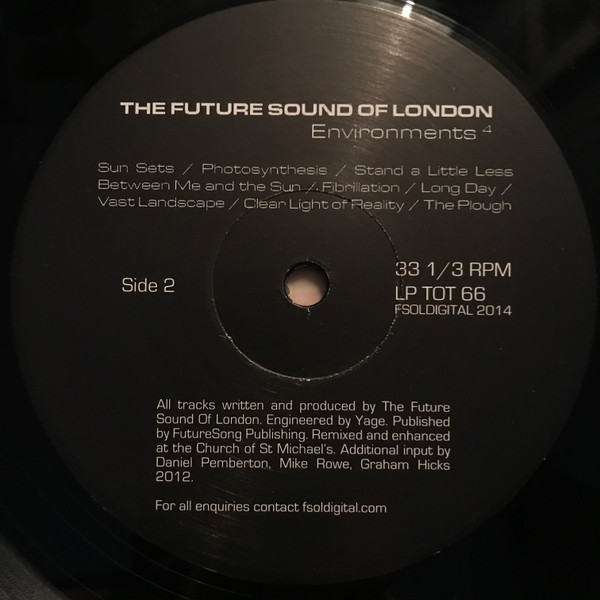 THE FUTURE SOUND OF LONDON
Environments 4
Sun Sets / Photosynthesis / Stand a Little Less
Between Me and the Sun / Fibrillation / Long Day /
Vast Landscape / Clear Light of Reality / The Plough
Side 2
33 1/3 RPM
LP TOT 66
FSOLDIGITAL 2014
All tracks written and produced by The Future
Sound Of London. Engineered by Yage. Published
by FutureSong Publishing. Remixed and enhanced
at the Church of St Michael's. Additional input by
Daniel Pemberton, Mike Rowe, Graham Hicks
2012.
For all enquiries contact fsoldigital.com